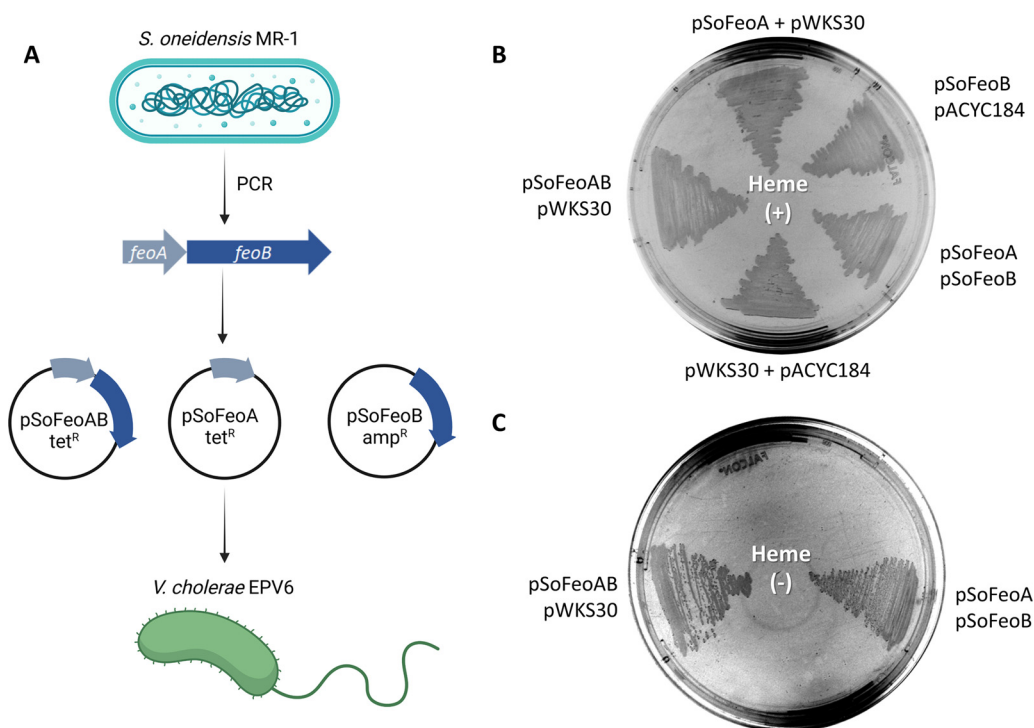 A
S. oneidensis MR-1
PCR
feoA
feoB
pSoFeoAB
tetR
pSoFeoA
tetR
pSoFeoB
ampR
V. cholerae EPV6
B
pSoFeoA + pWKS30
pSoFeoB
pACYC184
FALCON
pSoFeoAB
pWKS30
Heme
(+)
pSoFeoA
pSoFeoB
pWKS30 + pACYC184
C
FALCON
Heme
(-)
pSoFeoAB
pWKS30
pSoFeoA
pSoFeoB